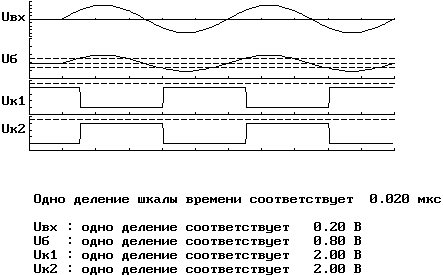 Uвх
Uб
Uк1
Uк2
Одно деление шкалы времени соответствует 0.020 мкс
Uвх : одно деление соответствует 0.20 В
Uб : одно деление соответствует 0.80 В
Uк1 : одно деление соответствует 2.00 В
Uк2 : одно деление соответствует 2.00 В